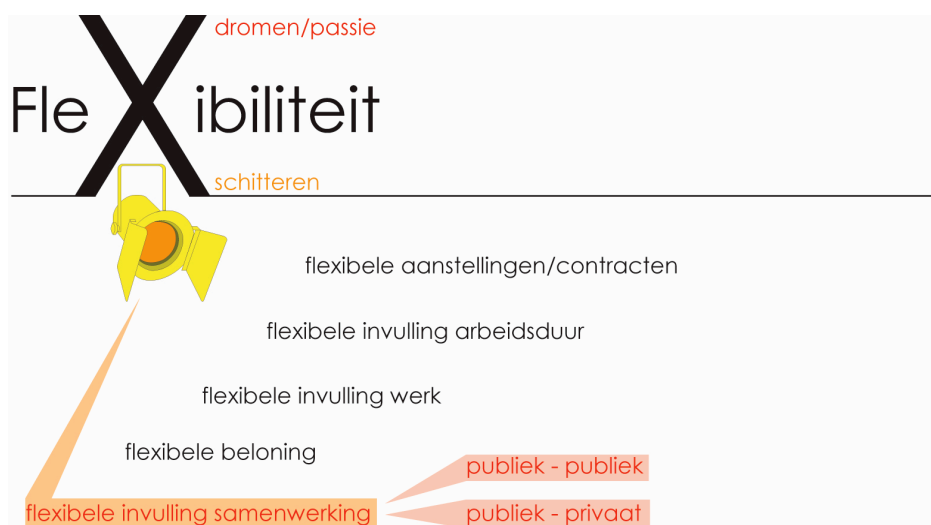 dromen/passie
FleXibiliteit
schitteren
flexibele aanstellingen/contracten
flexibele invulling arbeidsduur
flexibele invulling werk
flexibele beloning
publiek - publiek
flexibele invulling samenwerking
publiek - privaat